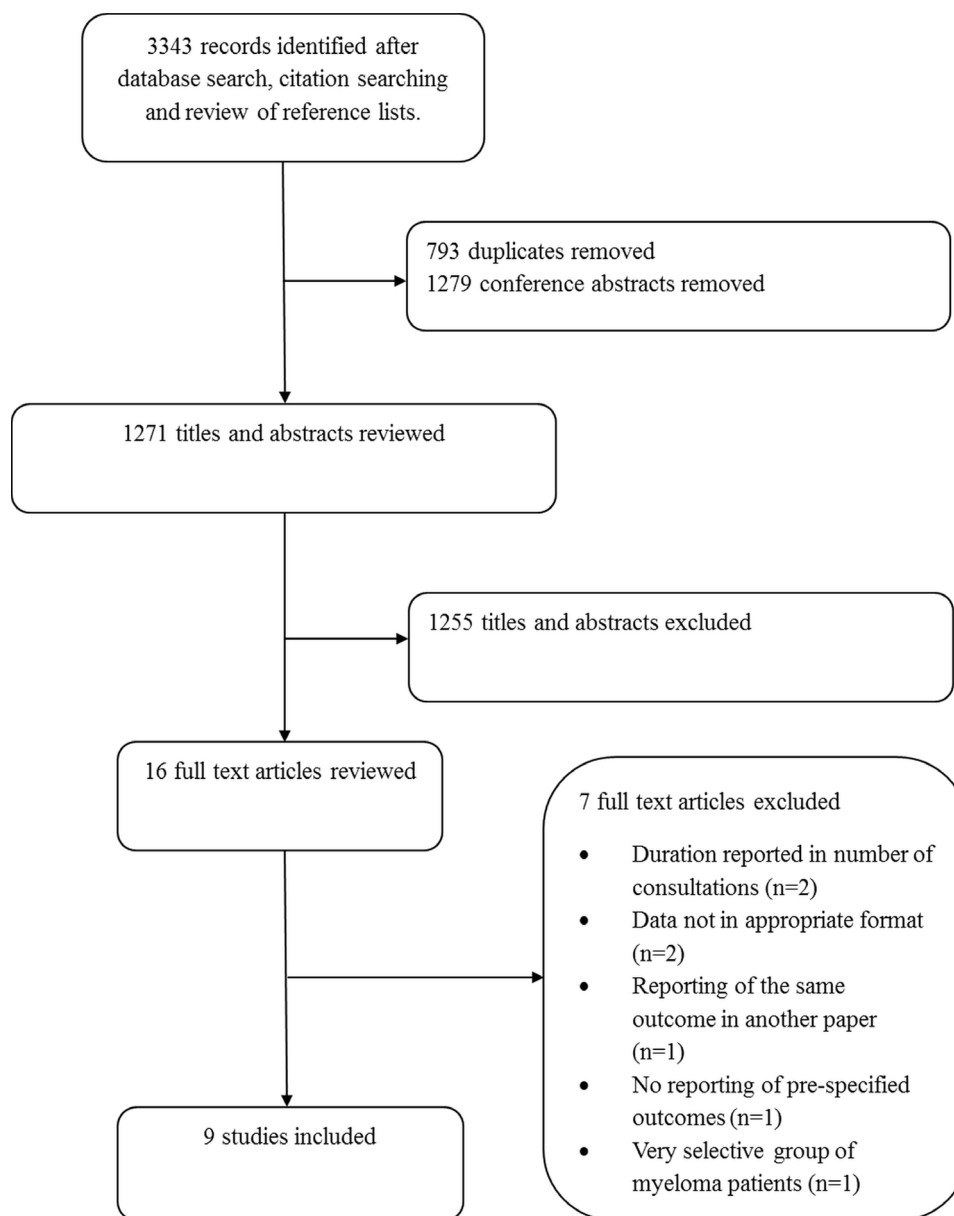 3343 records identified after
database search, citation searching
and review of reference lists.
793 duplicates removed
1279 conference abstracts removed
1271 titles and abstracts reviewed
1255 titles and abstracts excluded
16 full text articles reviewed
7 full text articles excluded
• Duration reported in number of
consultations (n=2)
• Data not in appropriate format
(n=2)
• Reporting of the same
outcome in another paper
(n=1)
• No reporting of pre-specified
outcomes (n=1)
• Very selective group of
myeloma patients (n=1)
9 studies included